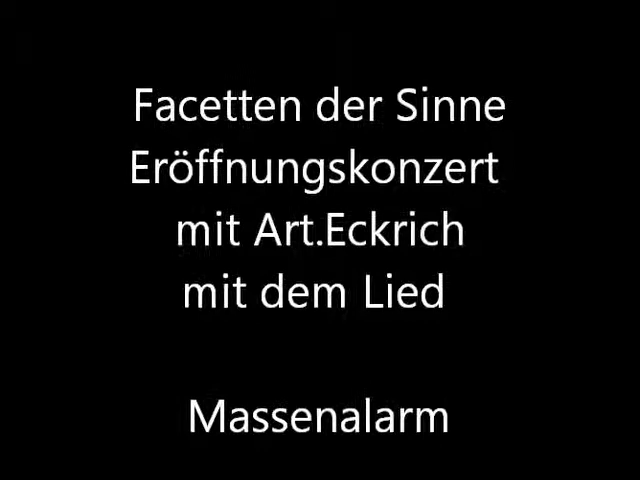 Facetten der Sinne
Eröffnungskonzert
mit Art.Eckrich
mit dem Lied
Massenalarm